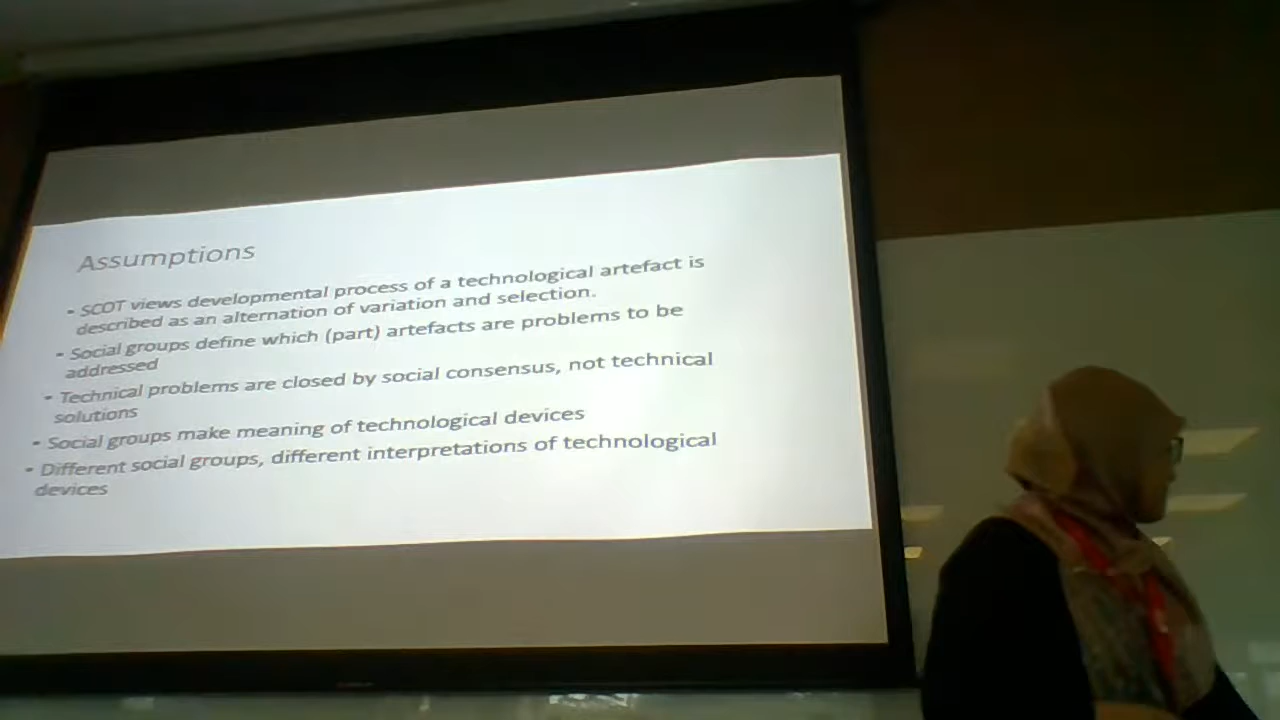 Assumptions
• SCOT views developmental process of a technological artefact is
described as an alternation of variation and selection.
• Social groups define which (part) artefacts are problems to be
addressed
• Technical problems are closed by social consensus, not technical
solutions
• Social groups make meaning of technological devices
• Different social groups, different interpretations of technological
devices